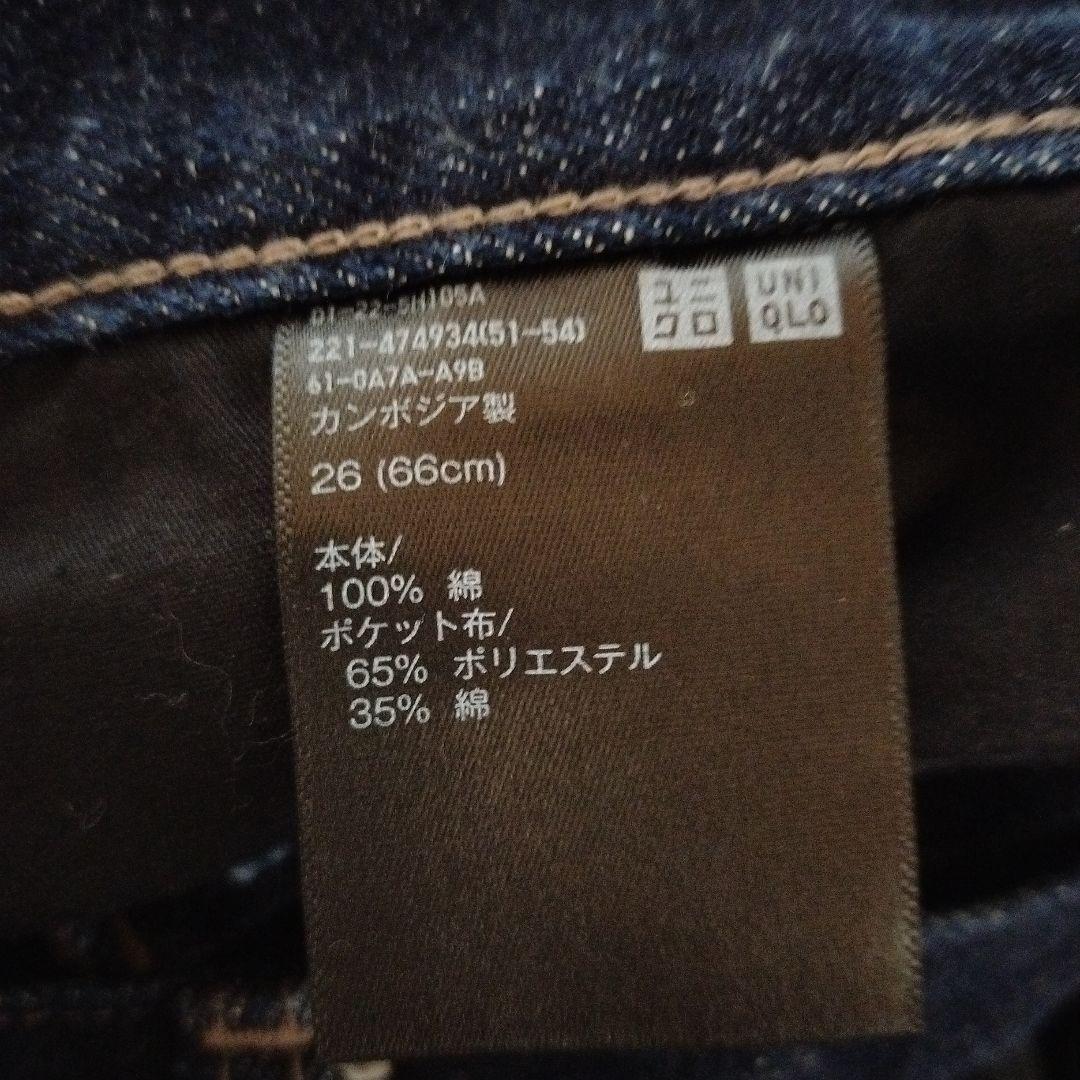 ユニ
クロ
UNI
QLO
221-474934(51-54)
61-0A7A-A9B
カンボジア製
26 (66cm)
本体/
100% 綿
ポケット布/
65% ポリエステル
35% 綿